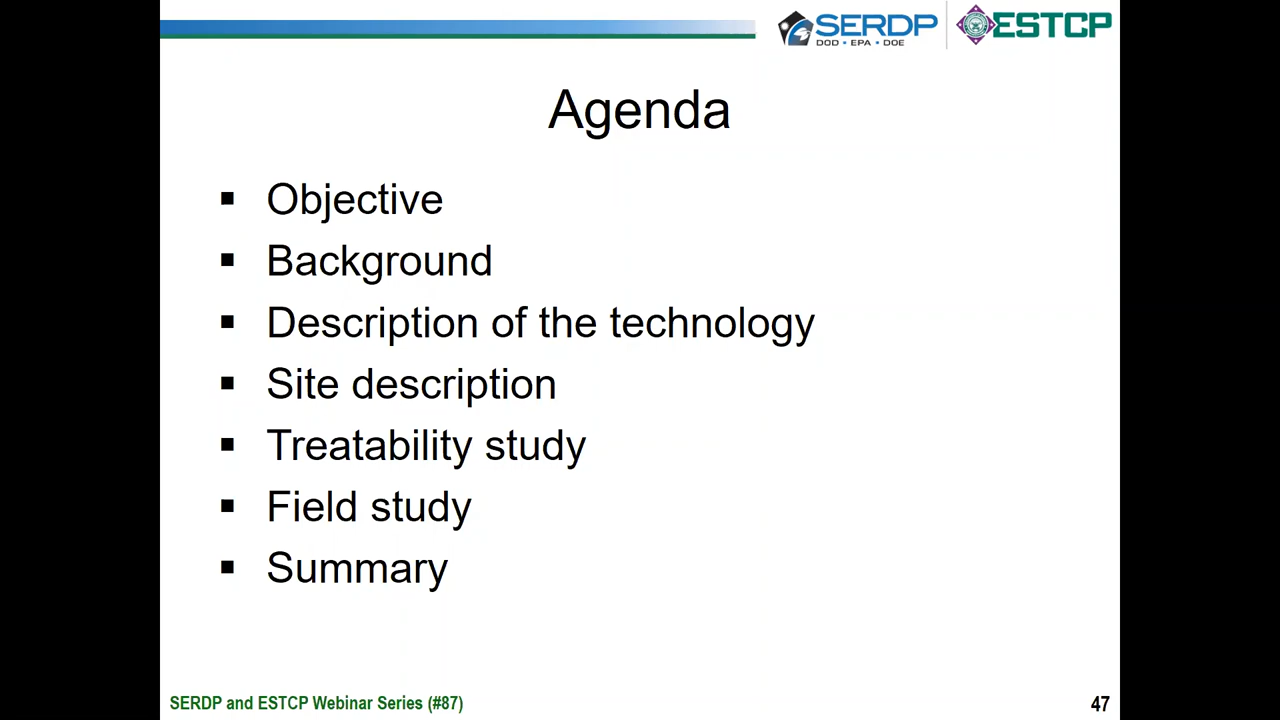 SERDP
DOD • EPA • DOE
ESTCP
Agenda
▪ Objective
▪ Background
▪ Description of the technology
▪ Site description
▪ Treatability study
▪ Field study
▪ Summary
SERDP and ESTCP Webinar Series (#87)
47